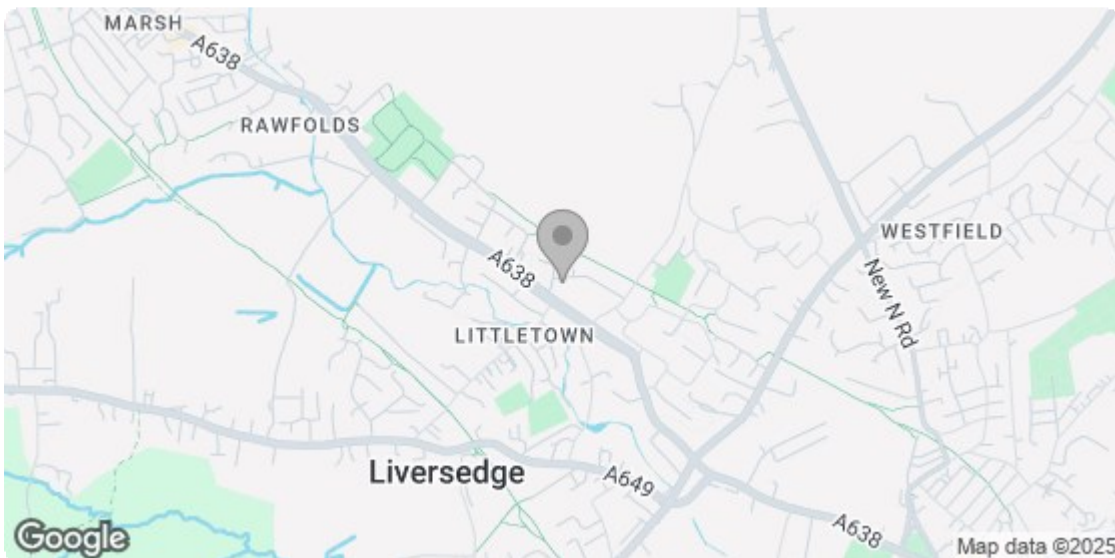 MARSH
A638
RAWFOLDS
WESTFIELD
A638
New N Rd
LITTLETOWN
Liversedge
A649
A638
Google
Map data ©2025